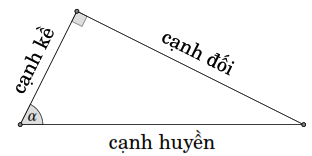 cạnh kề
cạnh đối
α
cạnh huyền